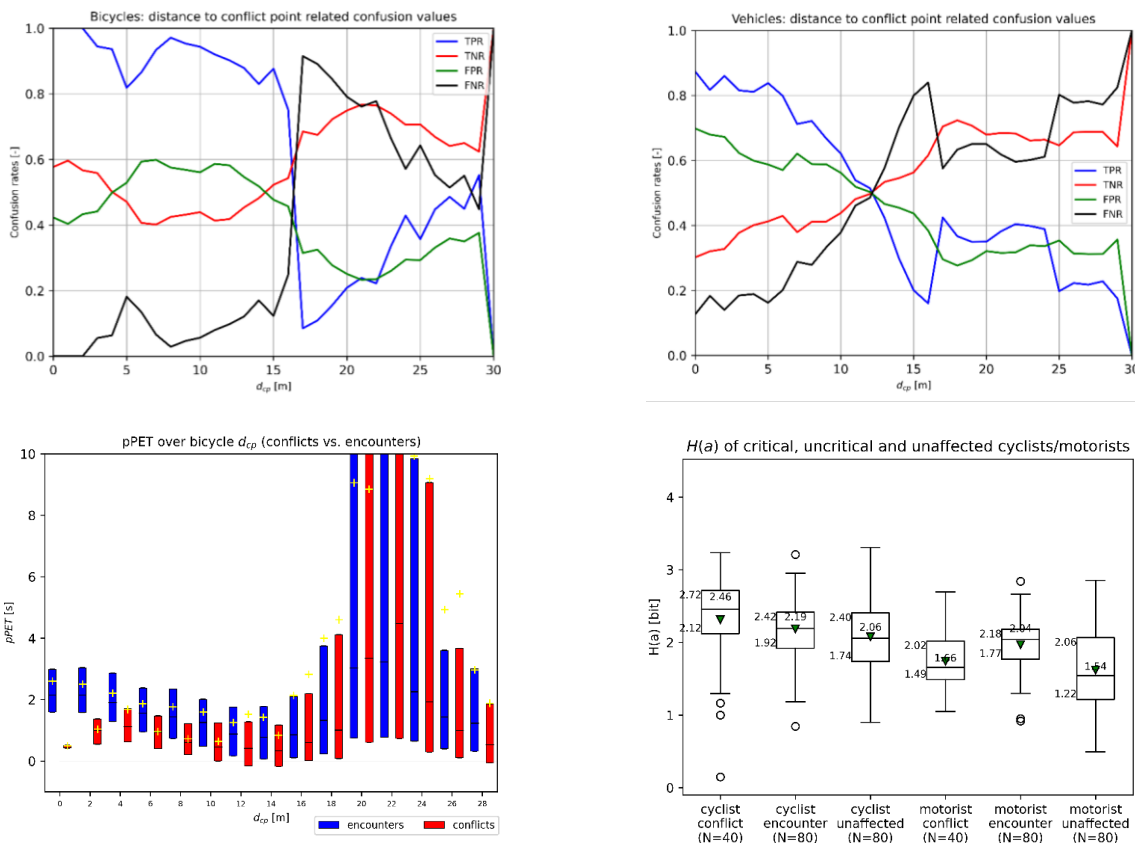 Bicycles: distance to conflict point related confusion values
Confusion rates [-]
1.0
0.8
0.6
0.4
0.2
0.0
0 5 10 15 20 25 30
d_cp [m]
TPR
TNR
FPR
FNR
Vehicles: distance to conflict point related confusion values
Confusion rates [-]
1.0
0.8
0.6
0.4
0.2
0.0
0 5 10 15 20 25 30
d_cp [m]
TPR
TNR
FPR
FNR
pPET over bicycle d_cp (conflicts vs. encounters)
pPET [s]
10
8
6
4
2
0
0 2 4 6 8 10 12 14 16 18 20 22 24 26 28
d_cp [m]
encounters conflicts
H(a) of critical, uncritical and unaffected cyclists/motorists
H(a) [bit]
4
3
2
1
0
2.72 2.46
2.12
2.42 2.19
1.92
2.40 2.06
1.74
2.02 1.66
1.49
2.18 2.04
1.77
2.06 1.54
1.22
cyclist conflict (N=40)
cyclist encounter (N=80)
cyclist unaffected (N=80)
motorist conflict (N=40)
motorist encounter (N=80)
motorist unaffected (N=80)